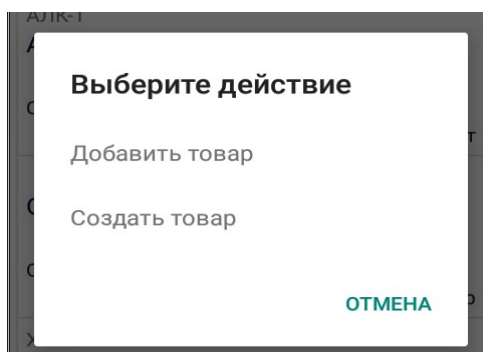 АЛК-1
Выберите действие
Добавить товар
Создать товар
ОТМЕНА